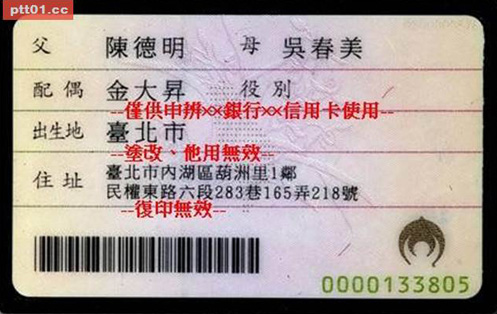 ptt01.cc
父 陳德明 母 吳春美
配偶 金大昇 役別
--僅供申辨××銀行××信用卡使用--
出生地 臺北市
--塗改、他用無效--
住址 臺北市內湖區葫洲里1鄰
民權東路六段283巷165弄218號
--復印無效--
0000133805